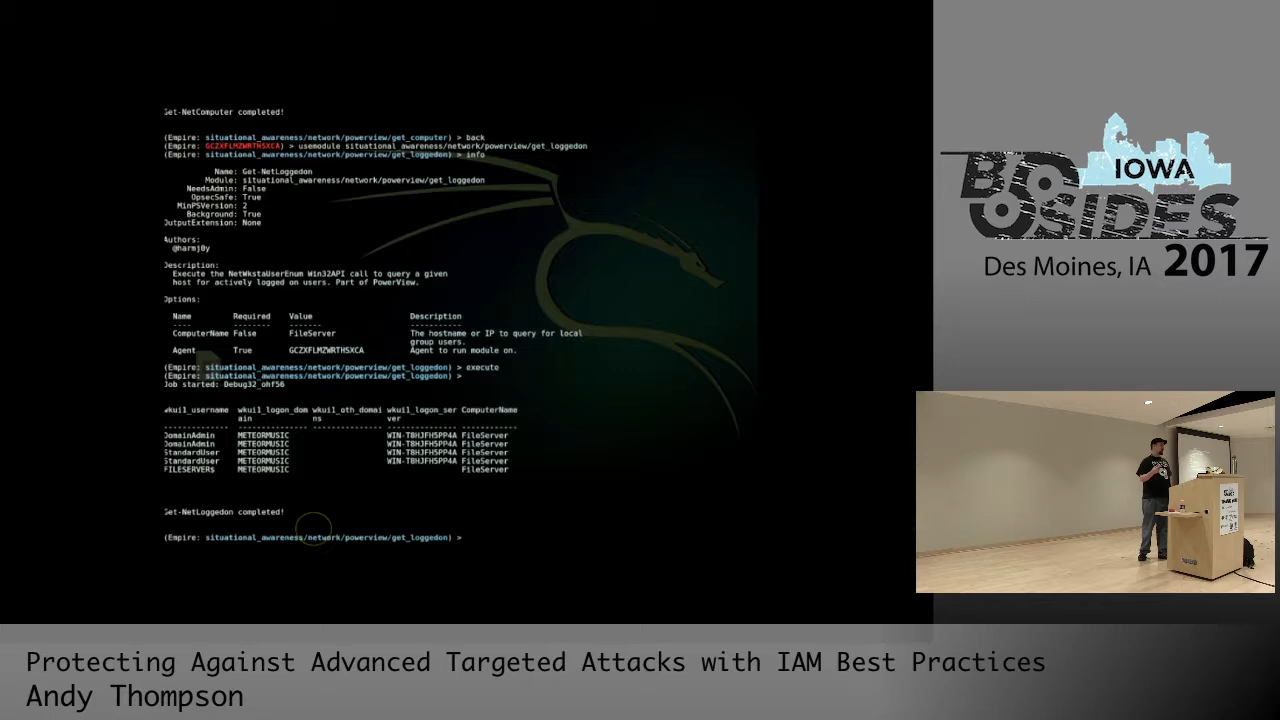 Get-NetComputer completed!
(Empire: situational_awareness/network/powerview/get_computer) > back
(Empire: GCZXFLMZWRTHSXCA) > usemodule situational_awareness/network/powerview/get_loggedon
(Empire: situational_awareness/network/powerview/get_loggedon) > info
Name: Get-NetLoggedon
Module: situational_awareness/network/powerview/get_loggedon
NeedsAdmin: False
OpsecSafe: True
MinPSVersion: 2
Background: True
OutputExtension: None
Authors:
@harmj0y
Description:
Execute the NetWkstaUserEnum Win32API call to query a given
host for actively logged on users. Part of PowerView.
Options:
Name Required Value Description
---- -------- ------- -----------
ComputerName False FileServer The hostname or IP to query for local
group users.
Agent True GCZXFLMZWRTHSXCA Agent to run module on.
(Empire: situational_awareness/network/powerview/get_loggedon) > execute
(Empire: situational_awareness/network/powerview/get_loggedon) >
Job started: Debug32_ohf56
wkui1_username wkui1_logon_dom wkui1_oth_domai wkui1_logon_ser ComputerName
ain ns ver
-------------- --------------- --------------- --------------- ------------
DomainAdmin METEORMUSIC WIN-T8HJFH5PP4A FileServer
DomainAdmin METEORMUSIC WIN-T8HJFH5PP4A FileServer
StandardUser METEORMUSIC WIN-T8HJFH5PP4A FileServer
StandardUser METEORMUSIC WIN-T8HJFH5PP4A FileServer
FILESERVER$ METEORMUSIC FileServer
Get-NetLoggedon completed!
(Empire: situational_awareness/network/powerview/get_loggedon) >
IOWA
BSIDES
Des Moines, IA 2017
Protecting Against Advanced Targeted Attacks with IAM Best Practices
Andy Thompson